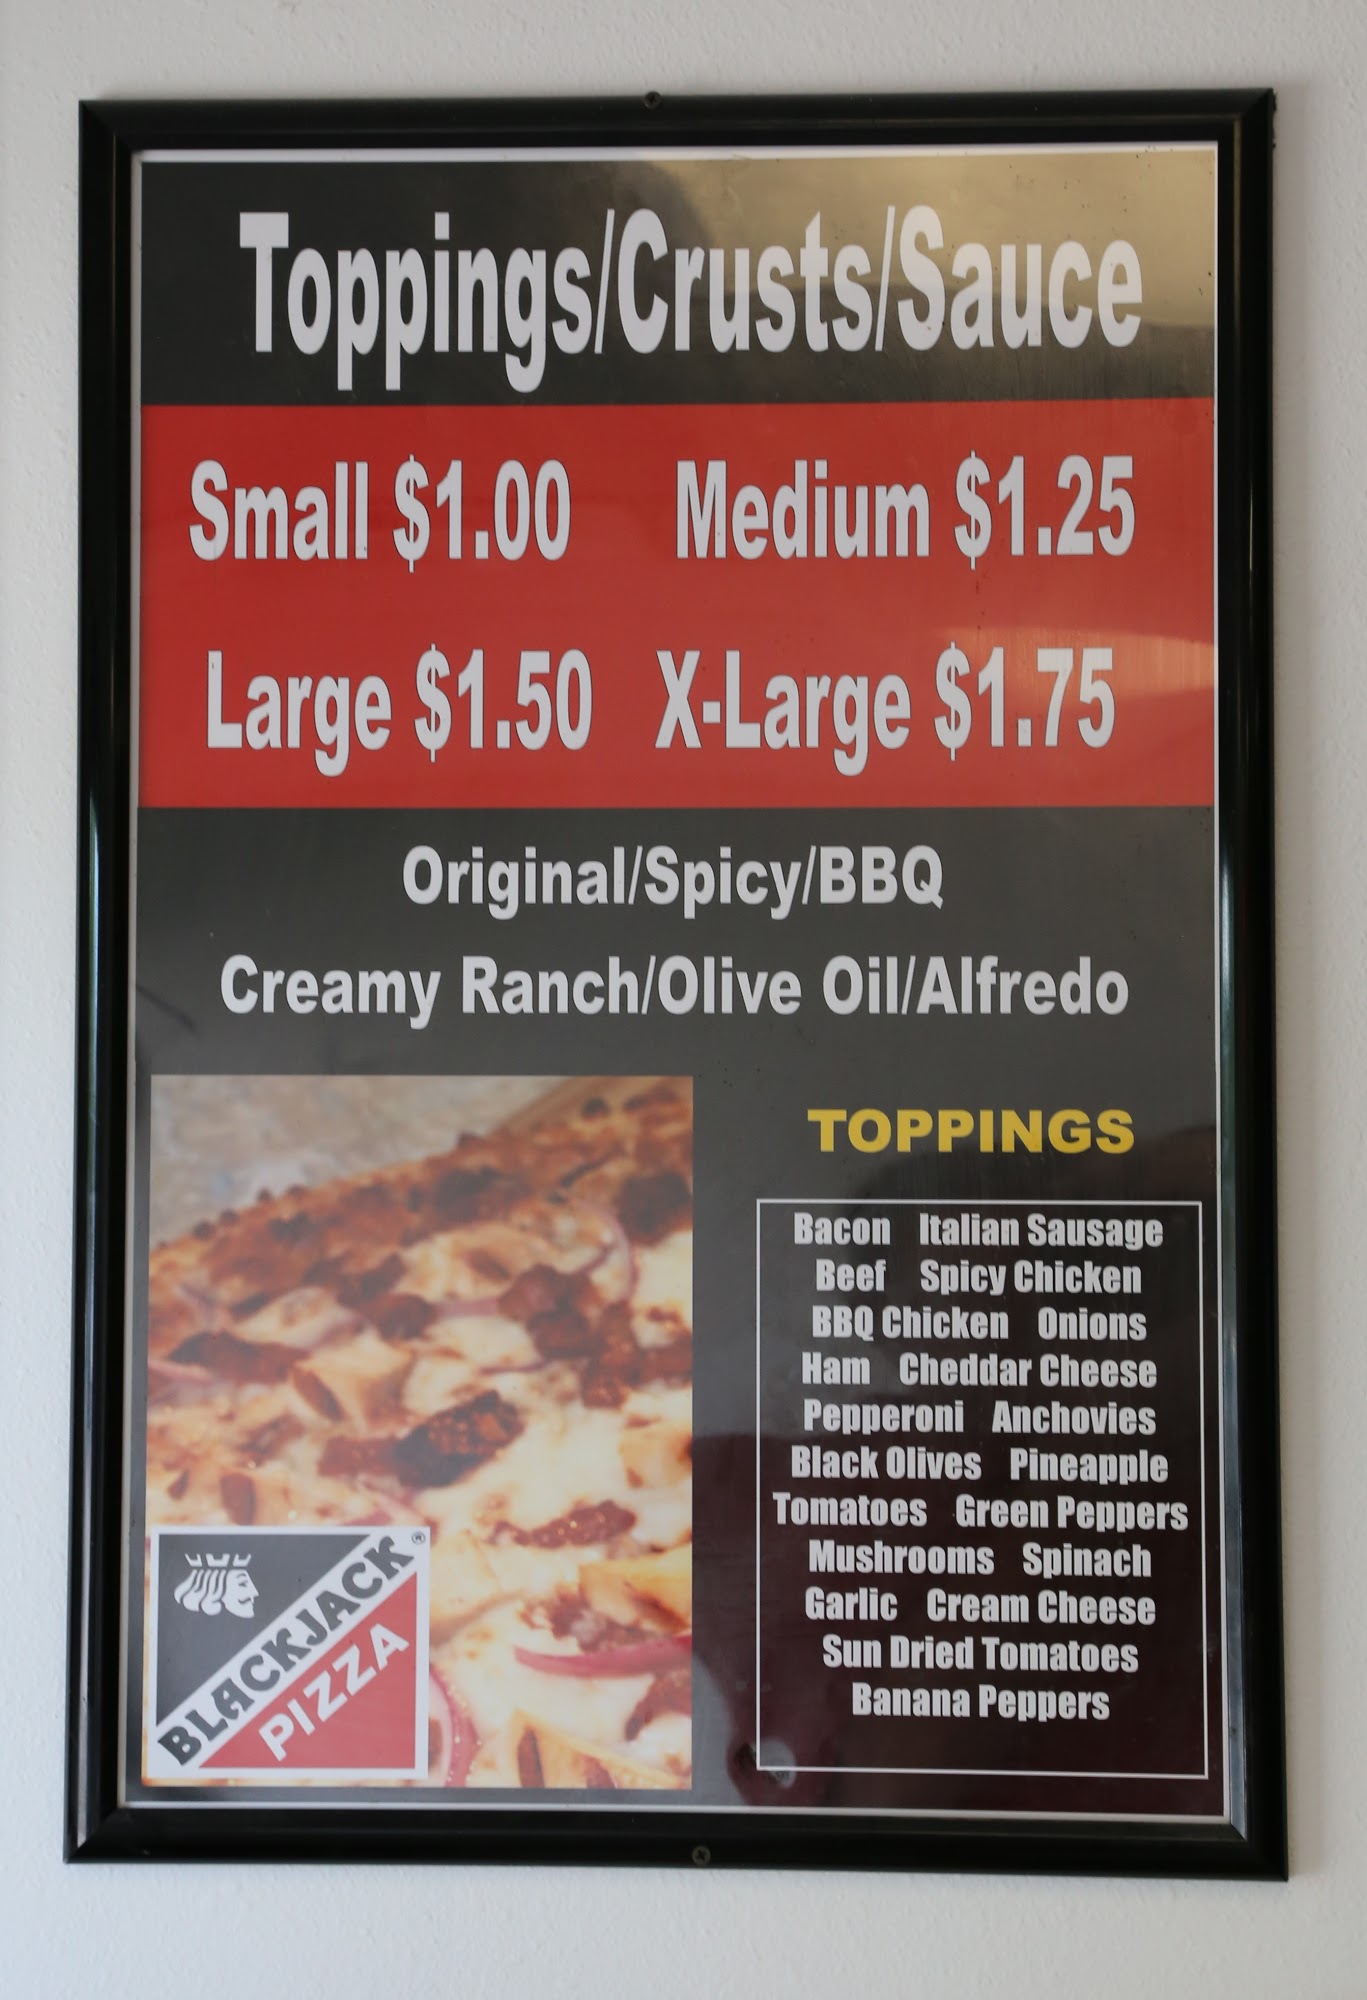 Toppings/Crusts/Sauce
Small $1.00 Medium $1.25
Large $1.50 X-Large $1.75
Original/Spicy/BBQ
Creamy Ranch/Olive Oil/Alfredo
TOPPINGS
Bacon Italian Sausage
Beef Spicy Chicken
BBQ Chicken Onions
Ham Cheddar Cheese
Pepperoni Anchovies
Black Olives Pineapple
Tomatoes Green Peppers
Mushrooms Spinach
Garlic Cream Cheese
Sun Dried Tomatoes
Banana Peppers
BLACKJACK®
PIZZA